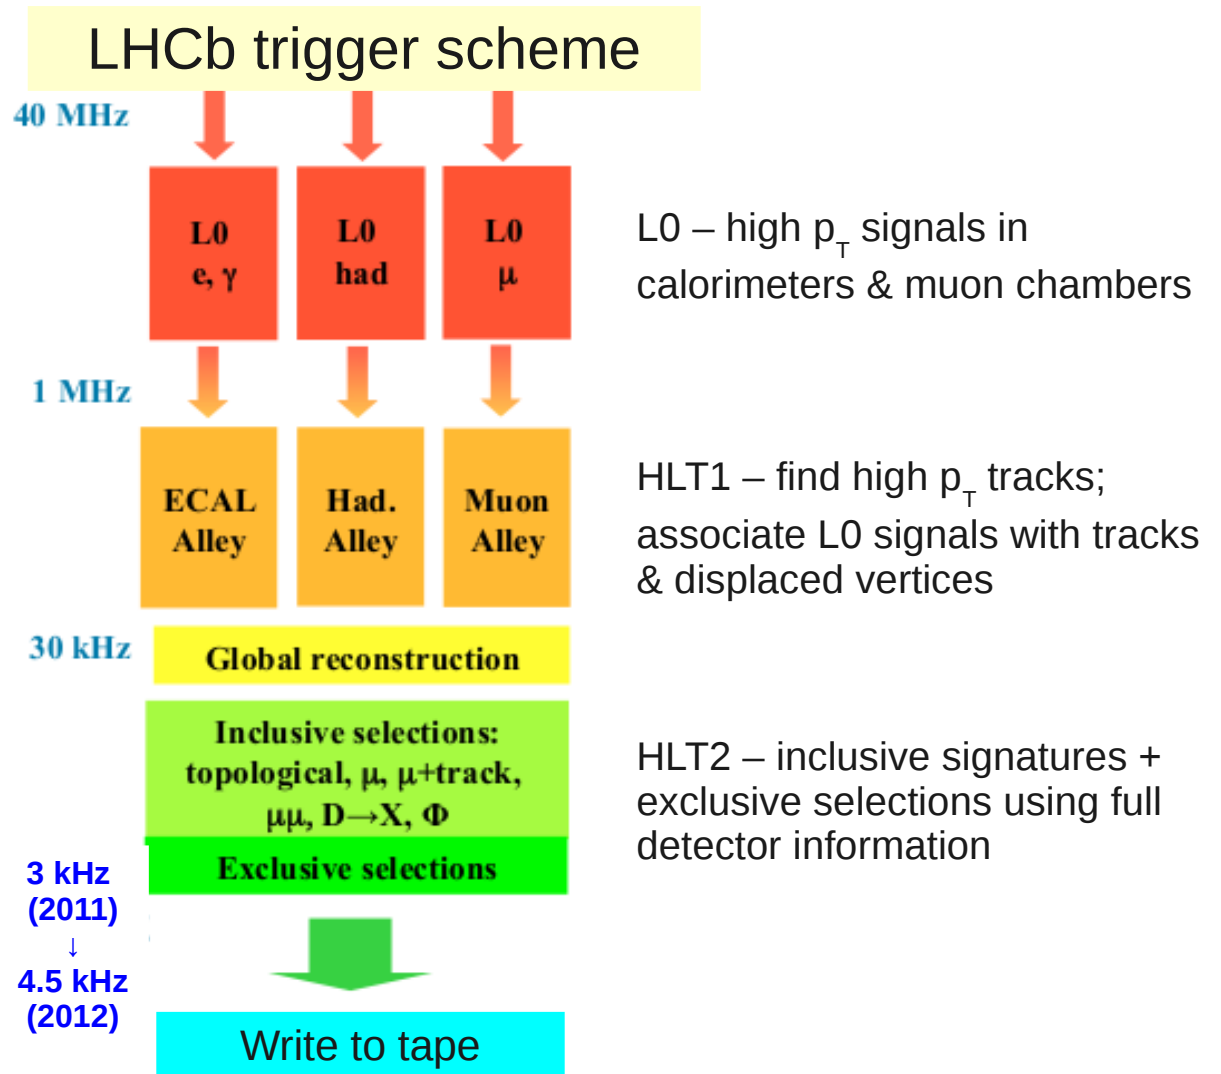 LHCb trigger scheme
40 MHz
L0
e, γ
L0
had
L0
μ
L0 – high pT signals in
calorimeters & muon chambers
1 MHz
ECAL
Alley
Had.
Alley
Muon
Alley
HLT1 – find high pT tracks;
associate L0 signals with tracks
& displaced vertices
30 kHz
Global reconstruction
Inclusive selections:
topological, μ, μ+track,
μμ, D→X, Φ
Exclusive selections
HLT2 – inclusive signatures +
exclusive selections using full
detector information
3 kHz
(2011)
↓
4.5 kHz
(2012)
Write to tape